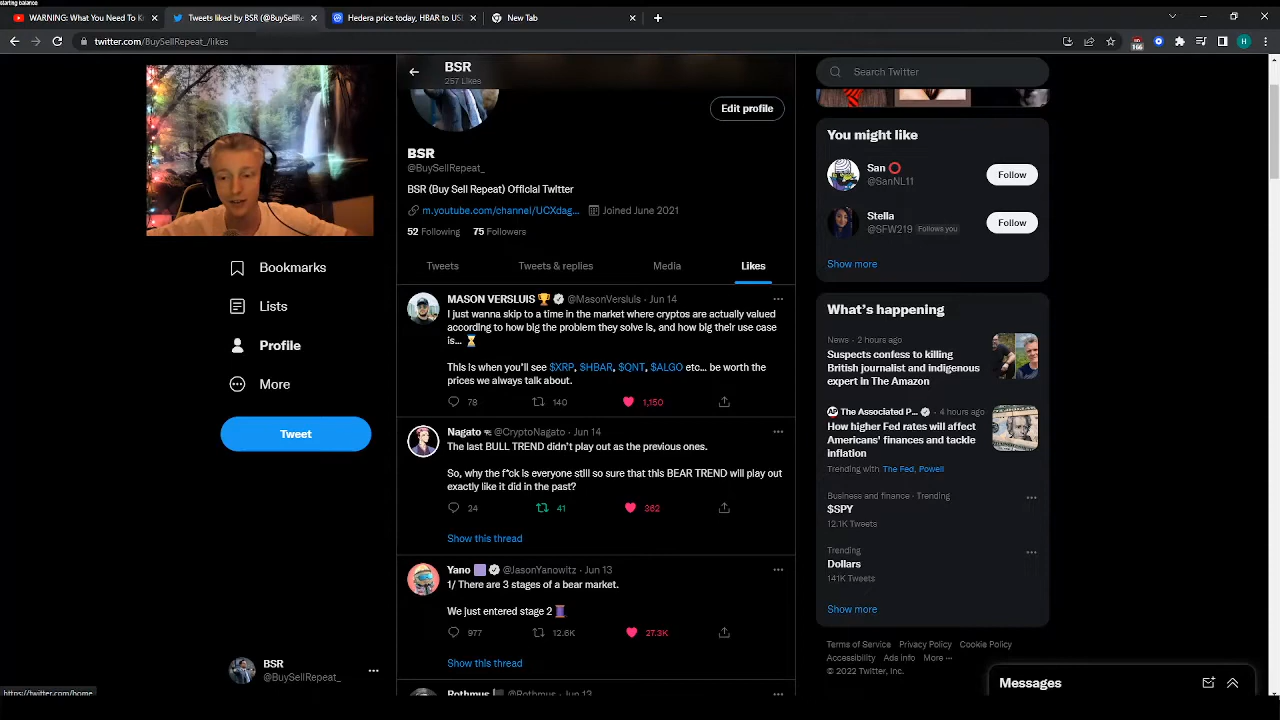 starting balance
WARNING: What You Need To K
Tweets liked by BSR (@BuySellRe
Hedera price today, HBAR to US
New Tab
twitter.com/BuySellRepeat_/likes
166
H
BSR
257 Likes
Edit profile
BSR
@BuySellRepeat_
BSR (Buy Sell Repeat) Official Twitter
m.youtube.com/channel/UCXdag...
Joined June 2021
52 Following
75 Followers
Tweets
Tweets & replies
Media
Likes
MASON VERSLUIS 🏆 @MasonVersluis · Jun 14
I just wanna skip to a time in the market where cryptos are actually valued
according to how big the problem they solve is, and how big their use case
is... ⏳
This is when you'll see $XRP, $HBAR, $QNT, $ALGO etc... be worth the
prices we always talk about.
78
140
1,150
Nagato @CryptoNagato · Jun 14
The last BULL TREND didn't play out as the previous ones.
So, why the f*ck is everyone still so sure that this BEAR TREND will play out
exactly like it did in the past?
24
41
362
Show this thread
Yano @JasonYanowitz · Jun 13
1/ There are 3 stages of a bear market.
We just entered stage 2 🧵
977
12.6K
27.3K
Show this thread
Rothmus @Rothmus · Jun 13
Bookmarks
Lists
Profile
More
Tweet
BSR
@BuySellRepeat_
https://twitter.com/home
Search Twitter
You might like
San ⭕
@SanNL11
Follow
Stella
@SFW219 Follows you
Follow
Show more
What's happening
News · 2 hours ago
Suspects confess to killing
British journalist and indigenous
expert in The Amazon
AP The Associated P... · 4 hours ago
How higher Fed rates will affect
Americans' finances and tackle
inflation
Trending with The Fed, Powell
Business and finance · Trending
$SPY
12.1K Tweets
Trending
Dollars
141K Tweets
Show more
Terms of Service Privacy Policy Cookie Policy
Accessibility Ads info More
© 2022 Twitter, Inc.
Messages